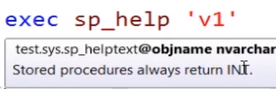 exec sp_help 'v1'
test.sys.sp_helptext@objname nvarchar
Stored procedures always return INT.